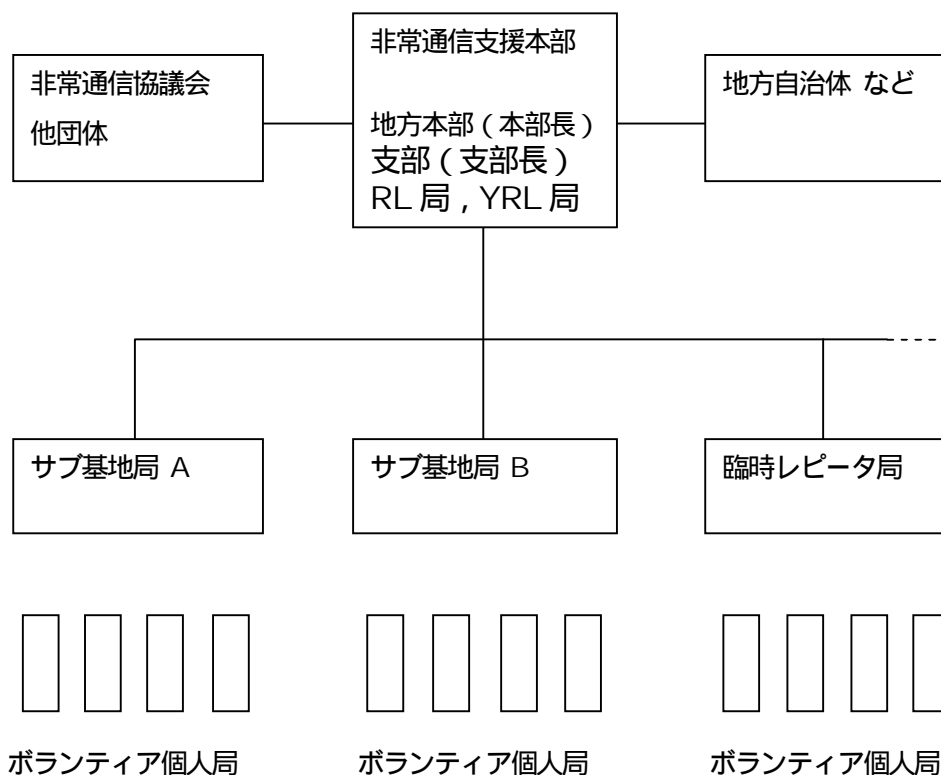 非常通信協議会
他団体
非常通信支援本部
地方本部（本部長）
支部（支部長）
RL局，YRL局
地方自治体 など
サブ基地局 A
サブ基地局 B
臨時レピータ局
ボランティア個人局
ボランティア個人局
ボランティア個人局